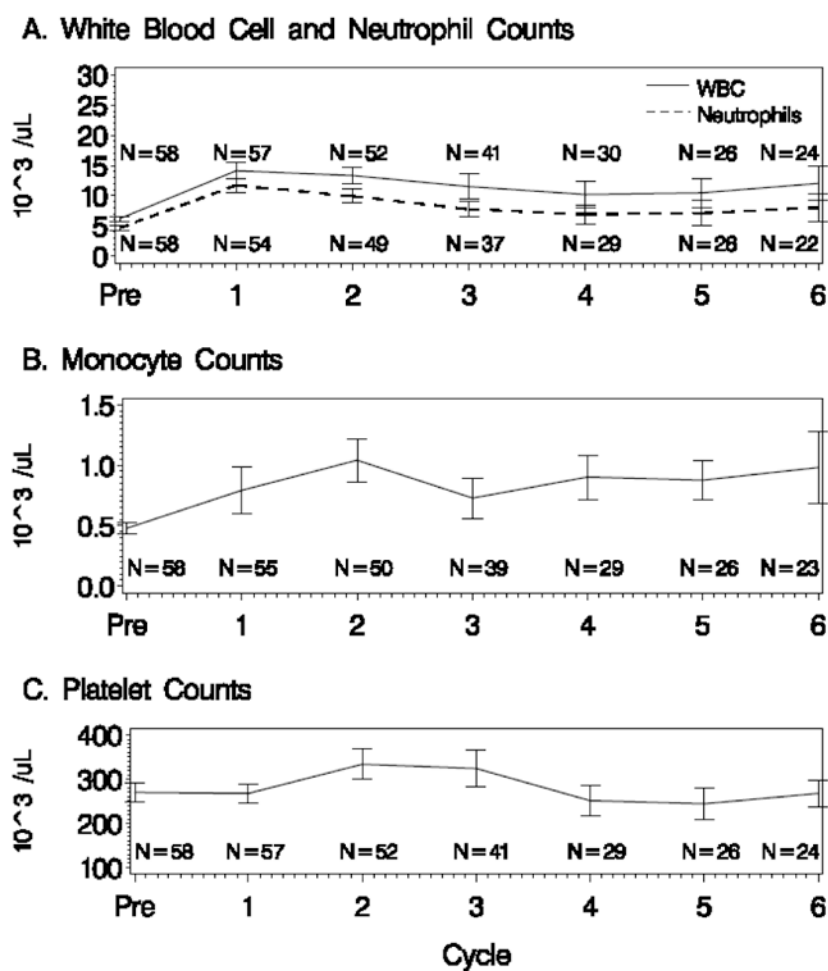 A. White Blood Cell and Neutrophil Counts
30
25
20
15
10
5
0
10^3 /uL
WBC
Neutrophils
N=58 N=57 N=52 N=41 N=30 N=26 N=24
N=58 N=54 N=49 N=37 N=29 N=26 N=22
Pre 1 2 3 4 5 6
B. Monocyte Counts
1.5
1.0
0.5
0.0
10^3 /uL
N=58 N=55 N=50 N=39 N=29 N=26 N=23
Pre 1 2 3 4 5 6
C. Platelet Counts
400
300
200
100
10^3 /uL
N=58 N=57 N=52 N=41 N=29 N=26 N=24
Pre 1 2 3 4 5 6
Cycle